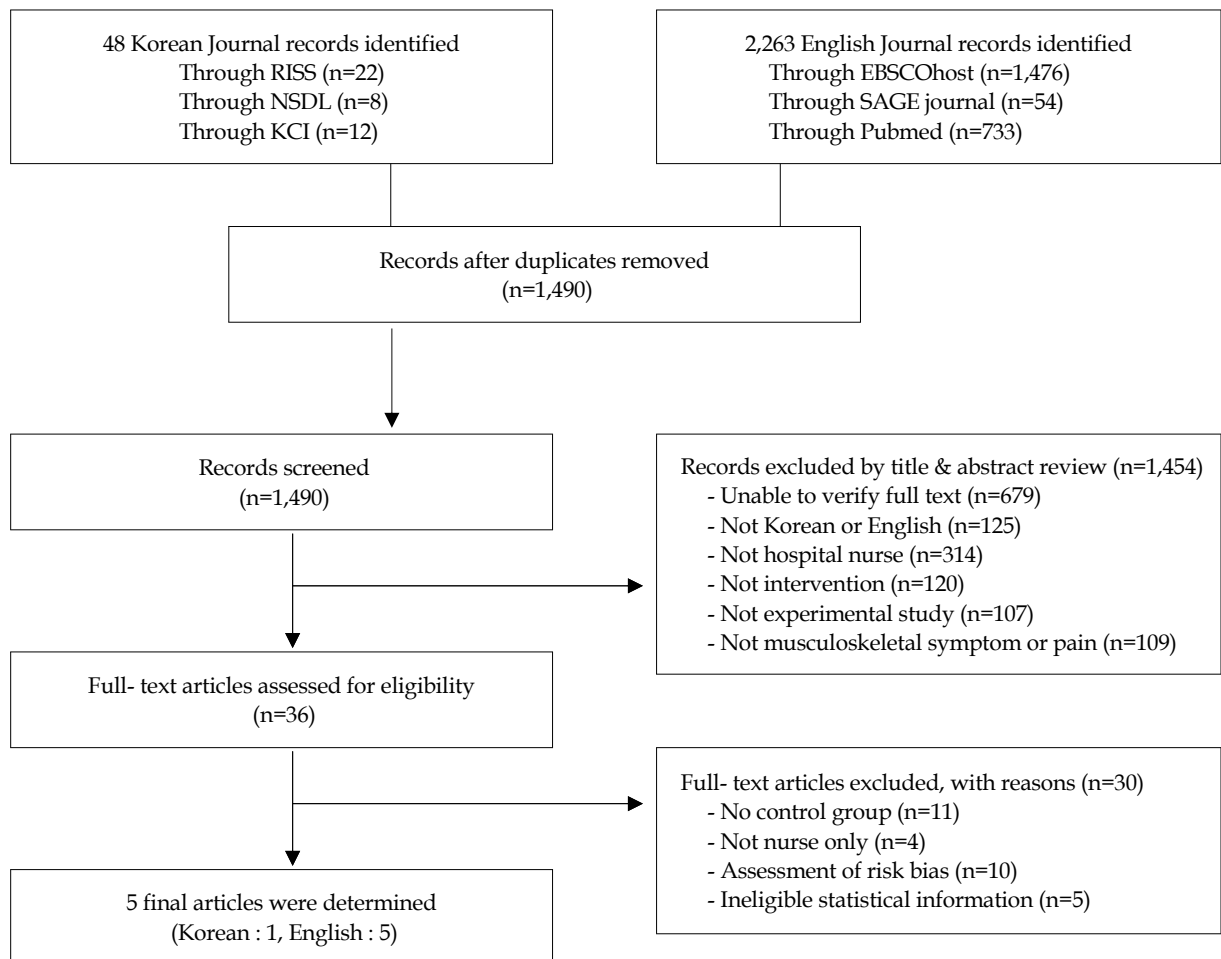 48 Korean Journal records identified
Through RISS (n=22)
Through NSDL (n=8)
Through KCI (n=12)
2,263 English Journal records identified
Through EBSCOhost (n=1,476)
Through SAGE journal (n=54)
Through Pubmed (n=733)
Records after duplicates removed
(n=1,490)
Records screened
(n=1,490)
Records excluded by title & abstract review (n=1,454)
- Unable to verify full text (n=679)
- Not Korean or English (n=125)
- Not hospital nurse (n=314)
- Not intervention (n=120)
- Not experimental study (n=107)
- Not musculoskeletal symptom or pain (n=109)
Full- text articles assessed for eligibility
(n=36)
Full- text articles excluded, with reasons (n=30)
- No control group (n=11)
- Not nurse only (n=4)
- Assessment of risk bias (n=10)
- Ineligible statistical information (n=5)
5 final articles were determined
(Korean : 1, English : 5)